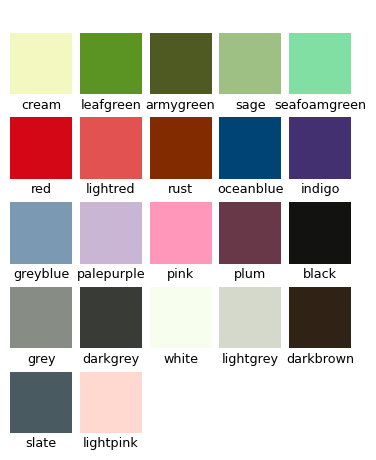 cream leafgreen armygreen sage seafoamgreen
red lightred rust oceanblue indigo
greyblue palepurple pink plum black
grey darkgrey white lightgrey darkbrown
slate lightpink